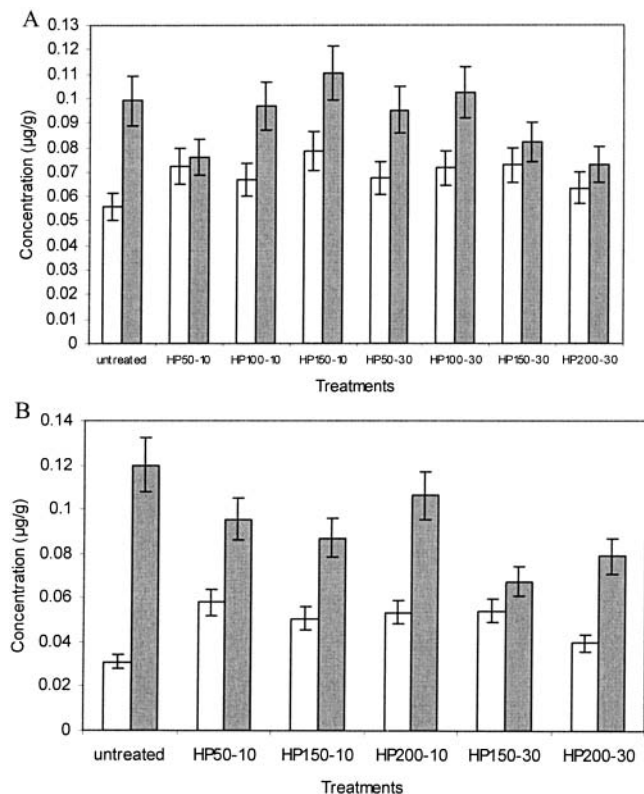 A
0.13
0.12
0.11
0.1
0.09
0.08
0.07
0.06
0.05
0.04
0.03
0.02
0.01
0
Concentration (µg/g)
untreated HP50-10 HP100-10 HP150-10 HP50-30 HP100-30 HP150-30 HP200-30
Treatments
B
0.14
0.12
0.1
0.08
0.06
0.04
0.02
0
Concentration (µg/g)
untreated HP50-10 HP150-10 HP200-10 HP150-30 HP200-30
Treatments